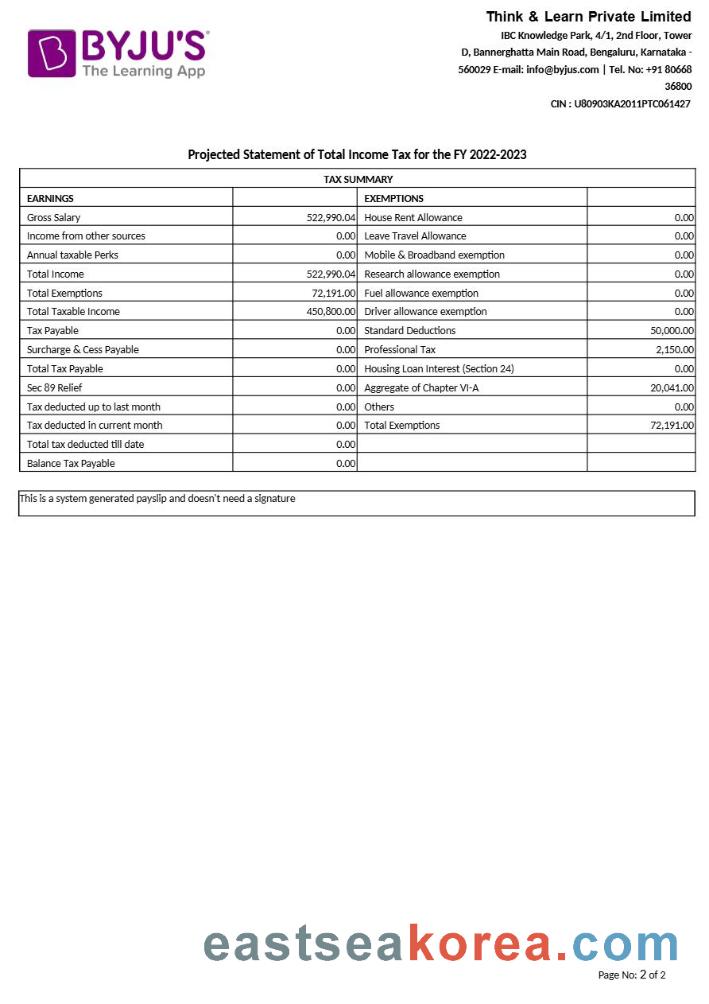 BYJU'S
The Learning App
Think & Learn Private Limited
IBC Knowledge Park, 4/1, 2nd Floor, Tower
D, Bannerghatta Main Road, Bengaluru, Karnataka -
560029 E-mail: info@byjus.com | Tel. No: +91 80668
36800
CIN : U80903KA2011PTC061427
Projected Statement of Total Income Tax for the FY 2022-2023
TAX SUMMARY
EARNINGS EXEMPTIONS
Gross Salary 522,990.04 House Rent Allowance 0.00
Income from other sources 0.00 Leave Travel Allowance 0.00
Annual taxable Perks 0.00 Mobile & Broadband exemption 0.00
Total Income 522,990.04 Research allowance exemption 0.00
Total Exemptions 72,191.00 Fuel allowance exemption 0.00
Total Taxable Income 450,800.00 Driver allowance exemption 0.00
Tax Payable 0.00 Standard Deductions 50,000.00
Surcharge & Cess Payable 0.00 Professional Tax 2,150.00
Total Tax Payable 0.00 Housing Loan Interest (Section 24) 0.00
Sec 89 Relief 0.00 Aggregate of Chapter VI-A 20,041.00
Tax deducted up to last month 0.00 Others 0.00
Tax deducted in current month 0.00 Total Exemptions 72,191.00
Total tax deducted till date 0.00
Balance Tax Payable 0.00
This is a system generated payslip and doesn't need a signature
eastseakorea.com
Page No: 2 of 2